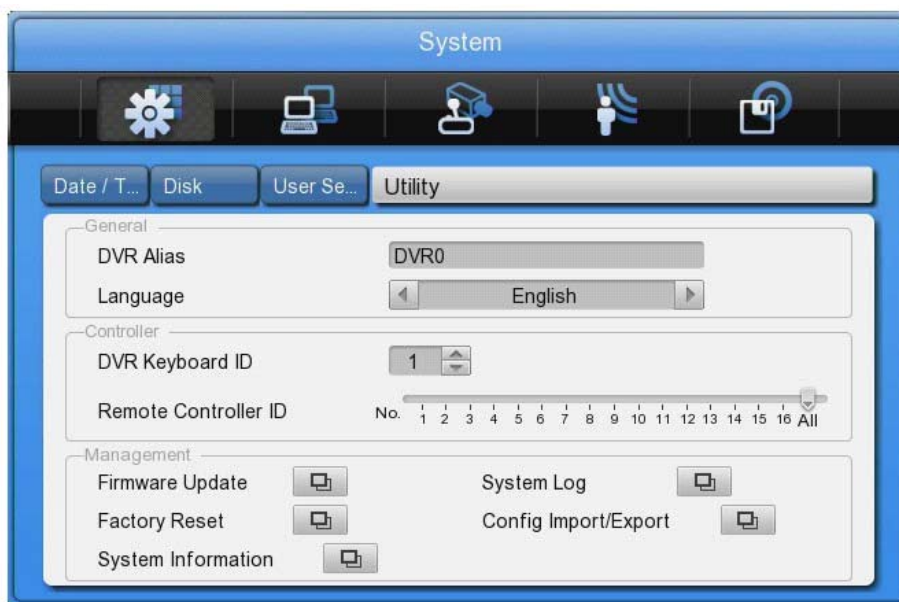 System
Date / T... Disk User Se... Utility
General
DVR Alias DVR0
Language English
Controller
DVR Keyboard ID 1
Remote Controller ID No. 1 2 3 4 5 6 7 8 9 10 11 12 13 14 15 16 All
Management
Firmware Update System Log
Factory Reset Config Import/Export
System Information